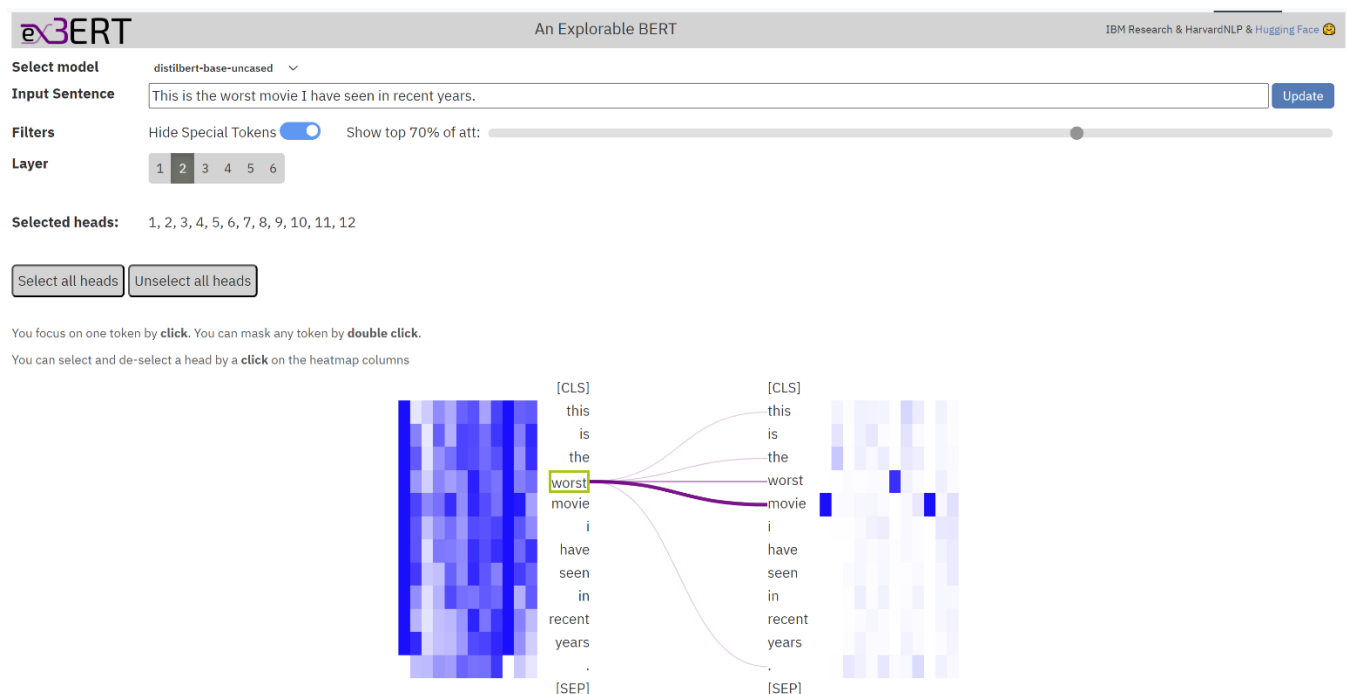 exBERT
An Explorable BERT
IBM Research & HarvardNLP & Hugging Face
Select model distilbert-base-uncased
Input Sentence This is the worst movie I have seen in recent years. Update
Filters Hide Special Tokens Show top 70% of att:
Layer 1 2 3 4 5 6
Selected heads: 1, 2, 3, 4, 5, 6, 7, 8, 9, 10, 11, 12
Select all heads Unselect all heads
You focus on one token by click. You can mask any token by double click.
You can select and de-select a head by a click on the heatmap columns
[CLS] [CLS]
this this
is is
the the
worst worst
movie movie
i i
have have
seen seen
in in
recent recent
years years
. .
[SEP] [SEP]